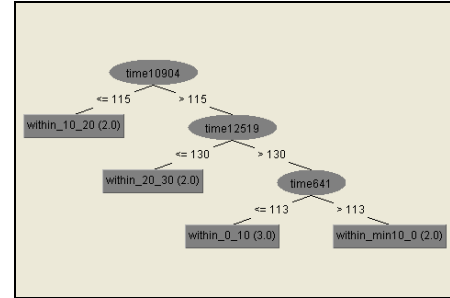 time10904
<= 115 > 115
within_10_20 (2.0) time12519
<= 130 > 130
within_20_30 (2.0) time641
<= 113 > 113
within_0_10 (3.0) within_min10_0 (2.0)